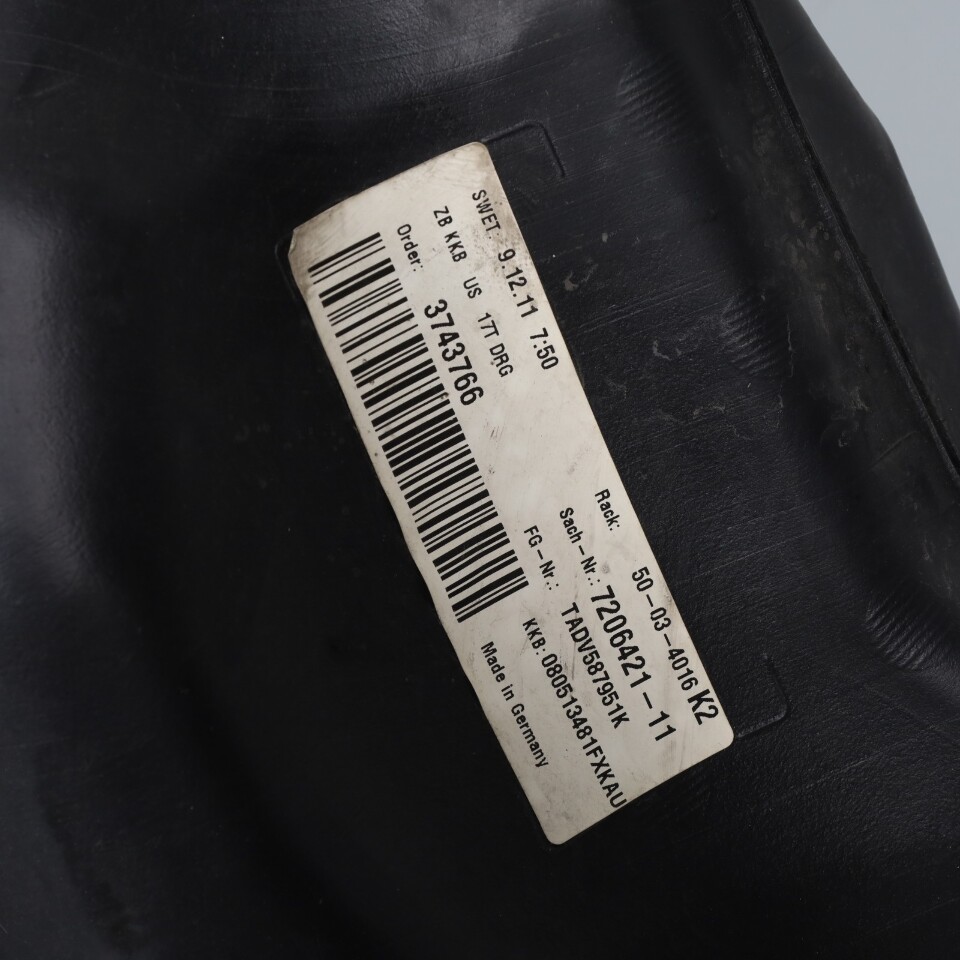 SWET: 9.12.11 7:50
ZB KKB US 17T DRG
Order: 3743766
Rack: 50-03-4016 K2
Sach-Nr.: 7206421-11
FG-Nr.: TADV587951K
KKB: 080513481FXKAU
Made in Germany